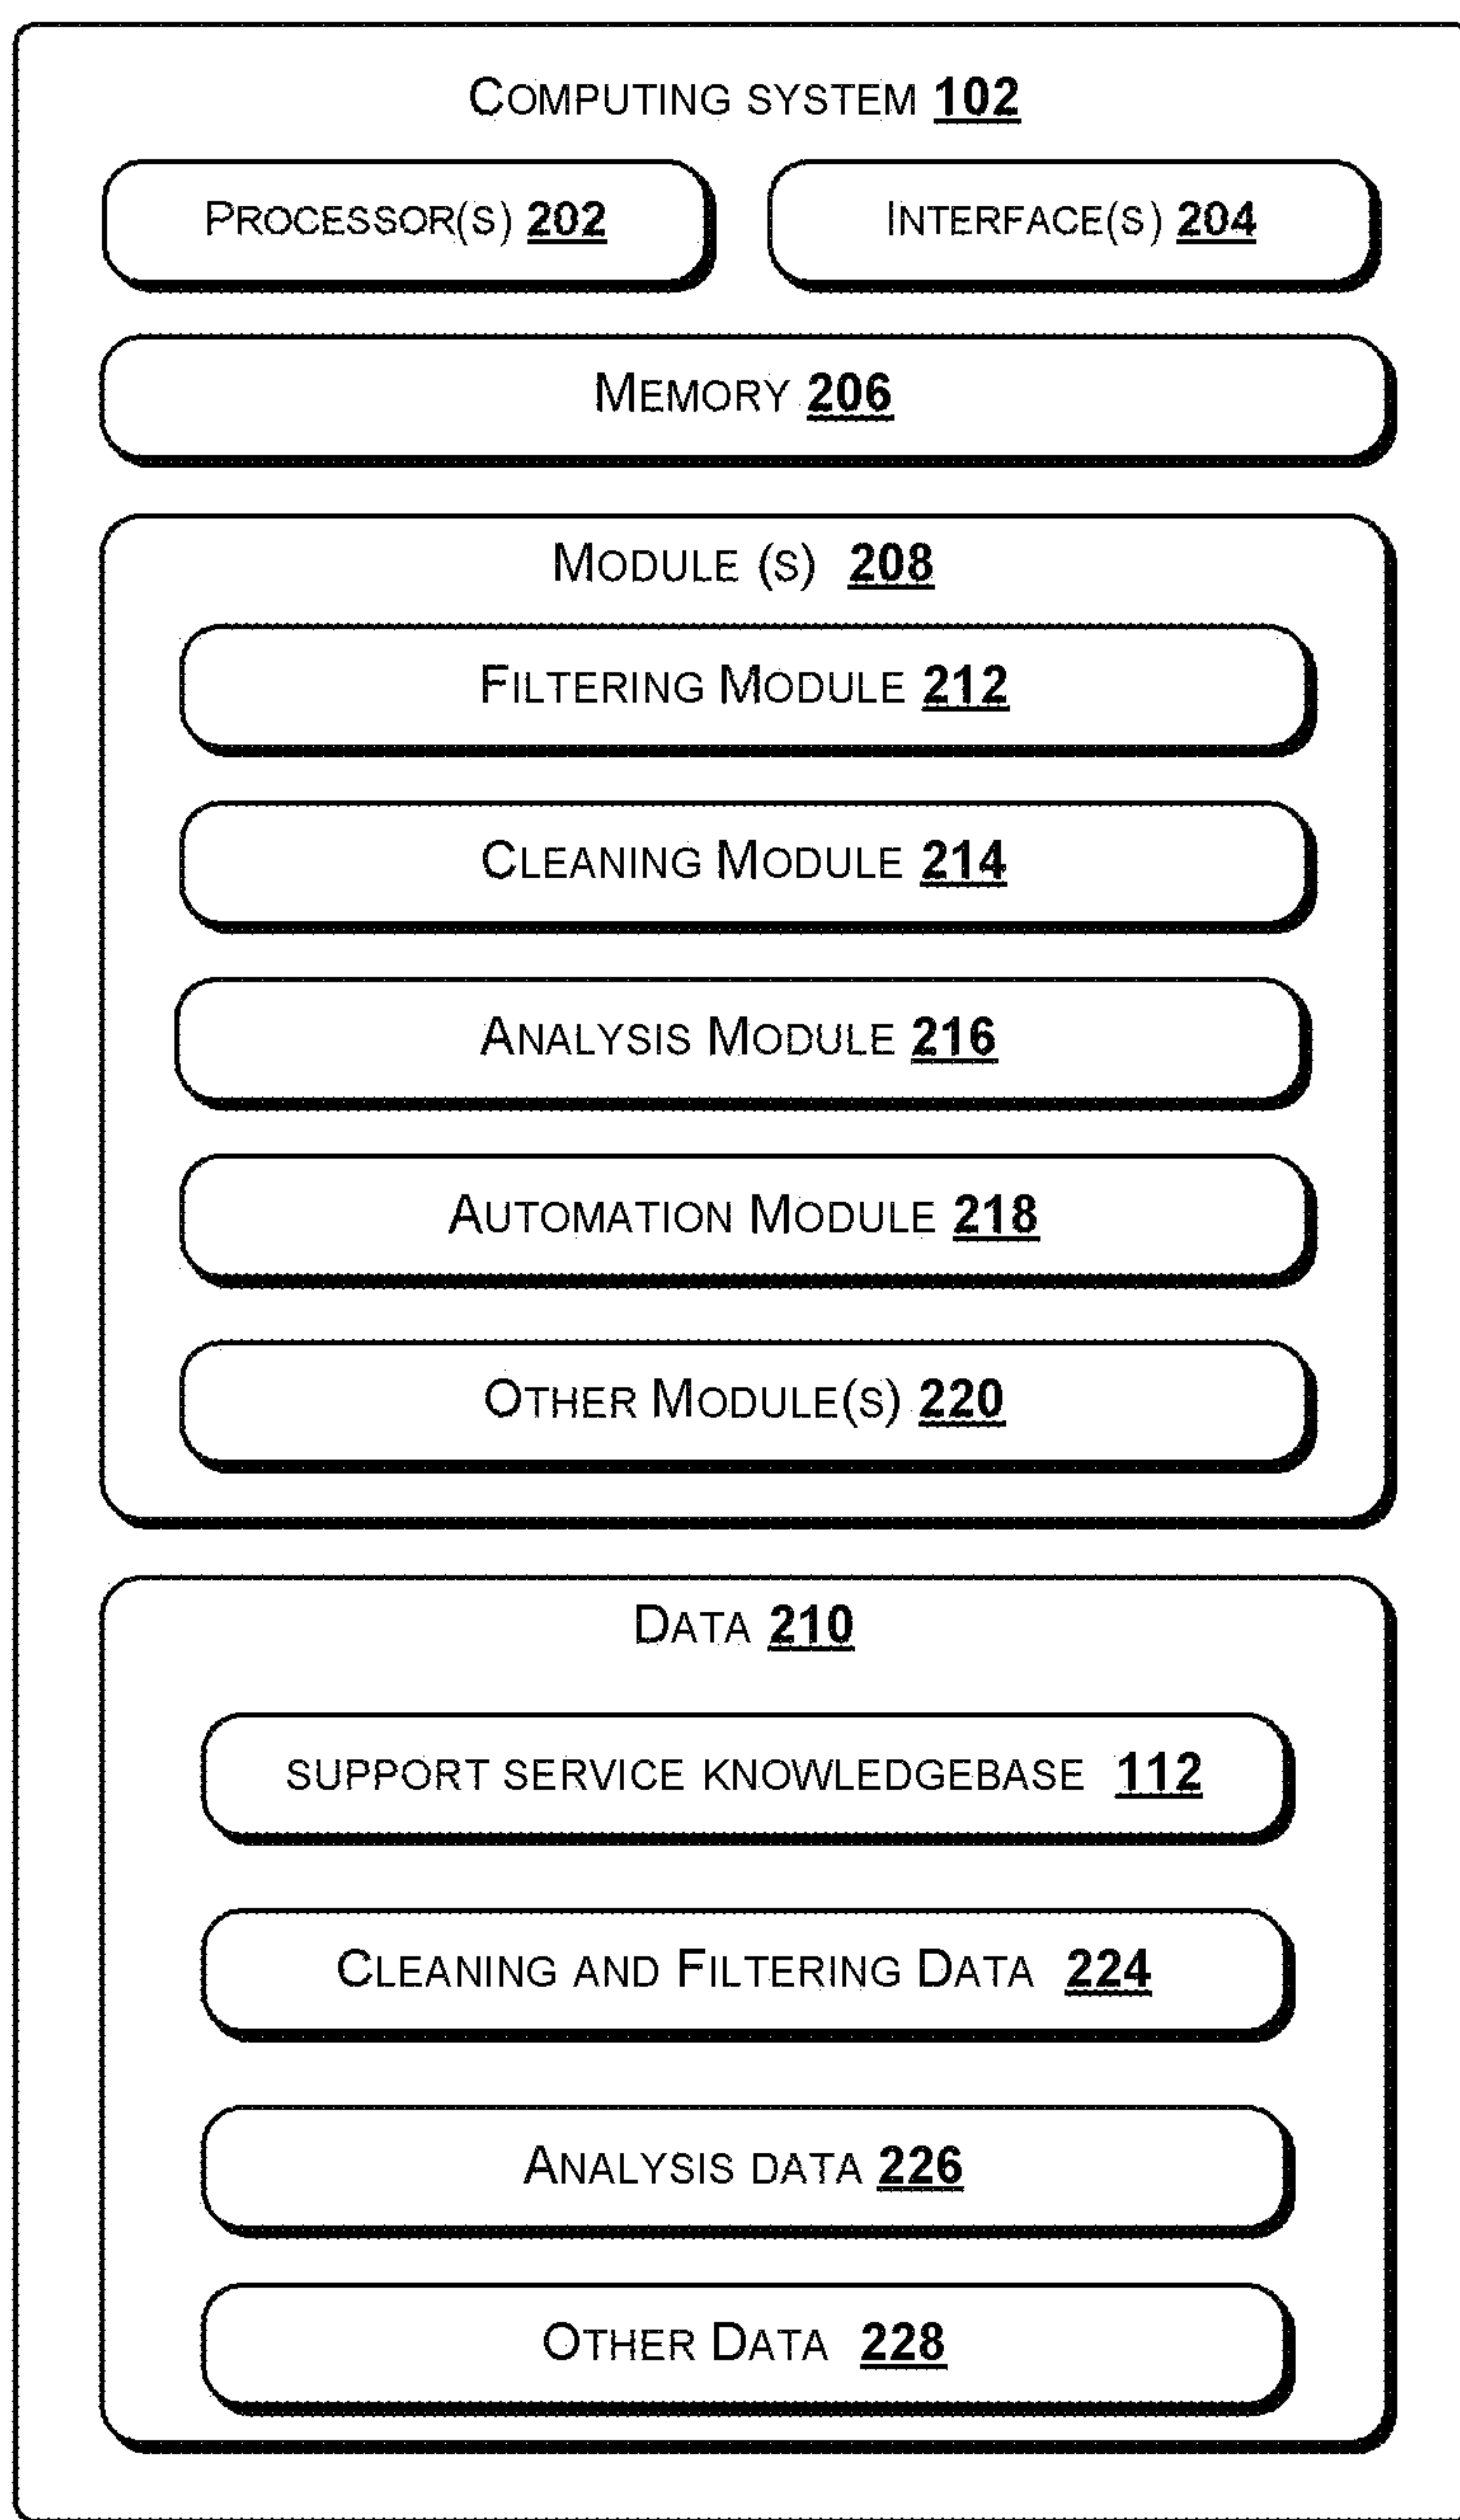 COMPUTING SYSTEM 102
PROCESSOR(S) 202
INTERFACE(S) 204
MEMORY 206
MODULE (S) 208
FILTERING MODULE 212
CLEANING MODULE 214
ANALYSIS MODULE 216
AUTOMATION MODULE 218
OTHER MODULE(S) 220
DATA 210
SUPPORT SERVICE KNOWLEDGEBASE 112
CLEANING AND FILTERING DATA 224
ANALYSIS DATA 226
OTHER DATA 228